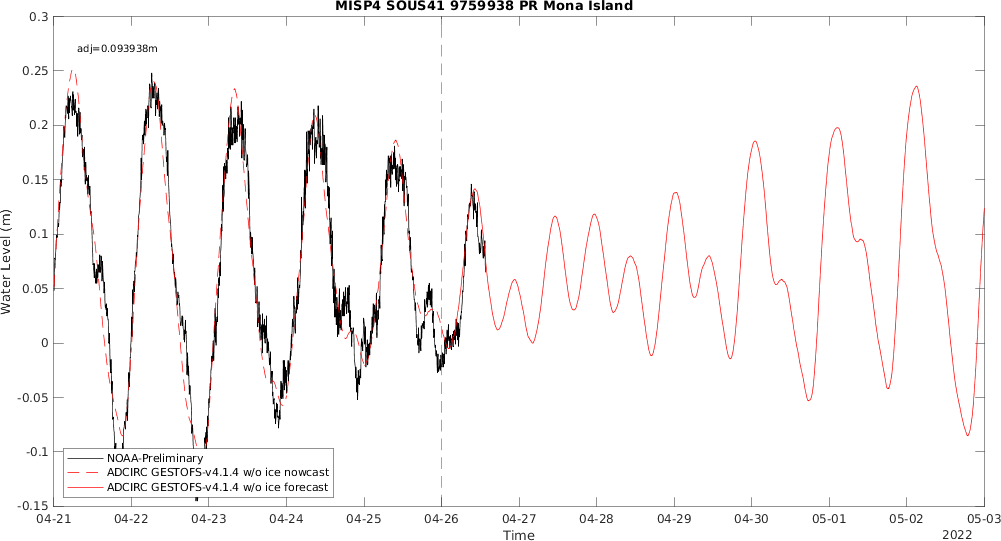 MISP4 SOUS41 9759938 PR Mona Island
adj=0.093938m
0.3
0.25
0.2
0.15
0.1
0.05
0
-0.05
-0.1
-0.15
Water Level (m)
NOAA-Preliminary
ADCIRC GESTOFS-v4.1.4 w/o ice nowcast
ADCIRC GESTOFS-v4.1.4 w/o ice forecast
04-21 04-22 04-23 04-24 04-25 04-26 04-27 04-28 04-29 04-30 05-01 05-02 05-03
Time
2022